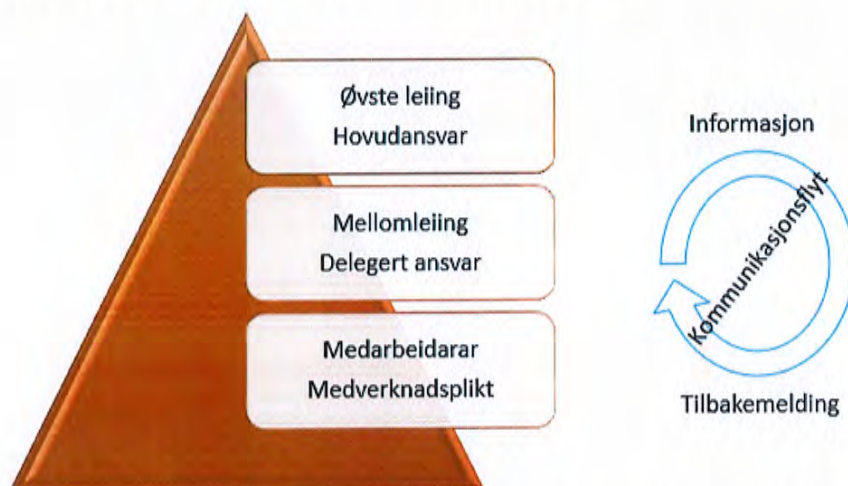 Øvste leiing
Hovudansvar
Mellomleiing
Delegert ansvar
Medarbeidarar
Medverknadsplikt
Informasjon
Kommunikasjonsflyt
Tilbakemelding